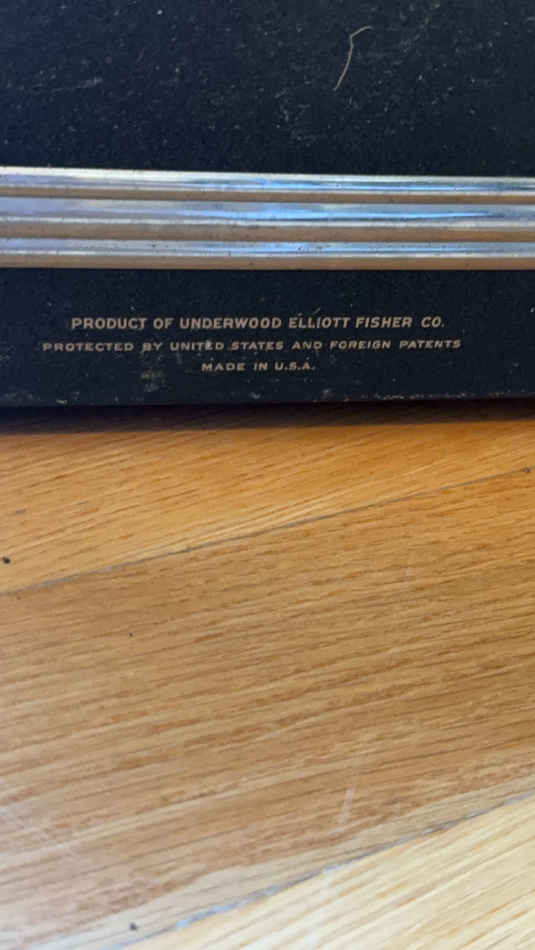 PRODUCT OF UNDERWOOD ELLIOTT FISHER CO.
PROTECTED BY UNITED STATES AND FOREIGN PATENTS
MADE IN U.S.A.